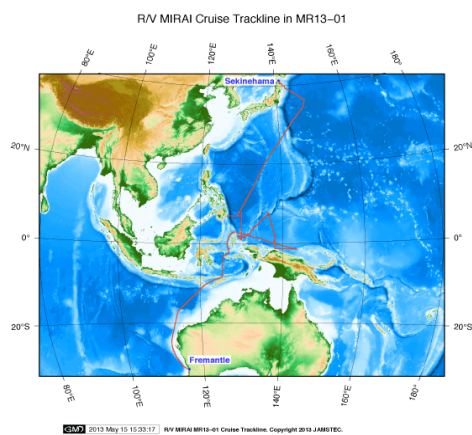 R/V MIRAI Cruise Trackline in MR13−01
80°E 100°E 120°E 140°E 160°E 180°
Sekinehama
20°N 20°N
0° 0°
20°S 20°S
Fremantle
80°E 100°E 120°E 140°E 160°E 180°
GMD 2013 May 15 15:33:17 R/V MIRAI MR13−01 Cruise Trackline. Copyright 2013 JAMSTEC.